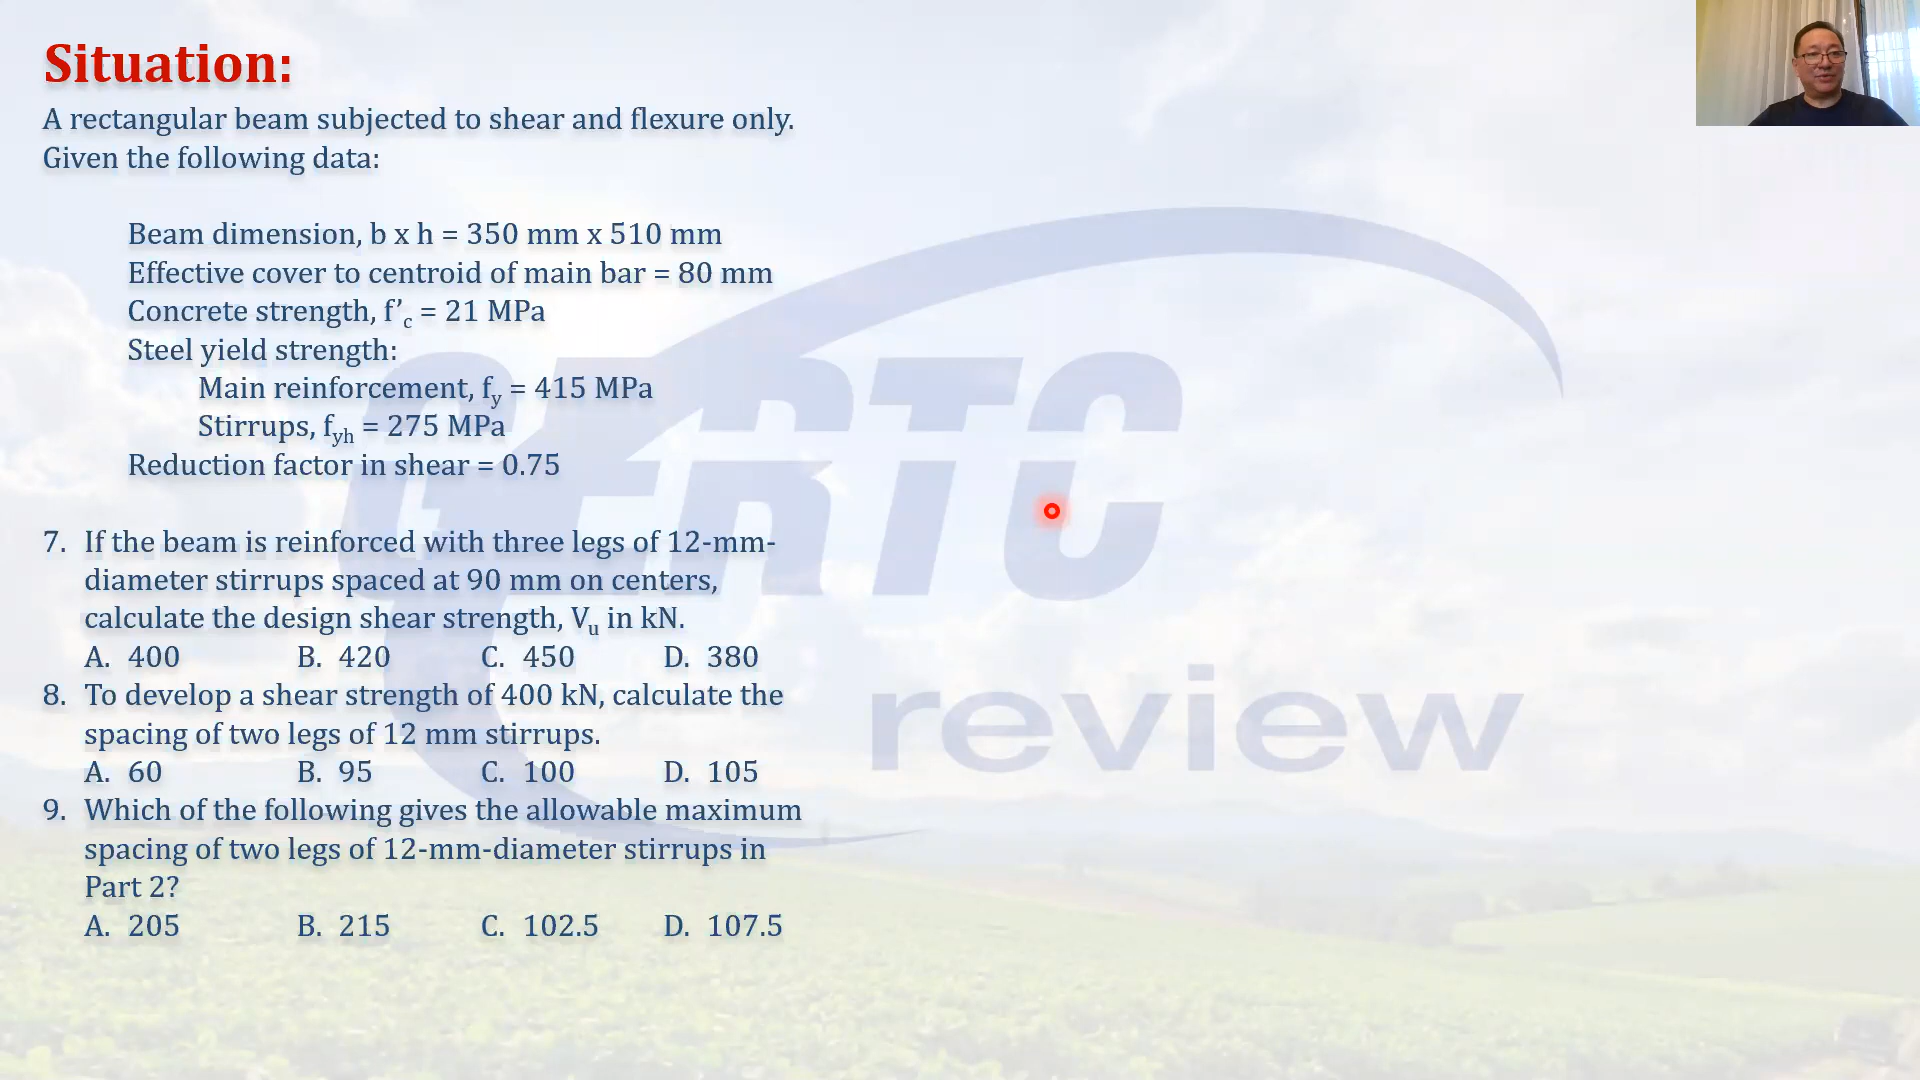 Situation:
A rectangular beam subjected to shear and flexure only.
Given the following data:
Beam dimension, b x h = 350 mm x 510 mm
Effective cover to centroid of main bar = 80 mm
Concrete strength, f’c = 21 MPa
Steel yield strength:
Main reinforcement, fy = 415 MPa
Stirrups, fyh = 275 MPa
Reduction factor in shear = 0.75
7. If the beam is reinforced with three legs of 12-mm-
diameter stirrups spaced at 90 mm on centers,
calculate the design shear strength, Vu in kN.
A. 400 B. 420 C. 450 D. 380
8. To develop a shear strength of 400 kN, calculate the
spacing of two legs of 12 mm stirrups.
A. 60 B. 95 C. 100 D. 105
9. Which of the following gives the allowable maximum
spacing of two legs of 12-mm-diameter stirrups in
Part 2?
A. 205 B. 215 C. 102.5 D. 107.5
CERTC
review